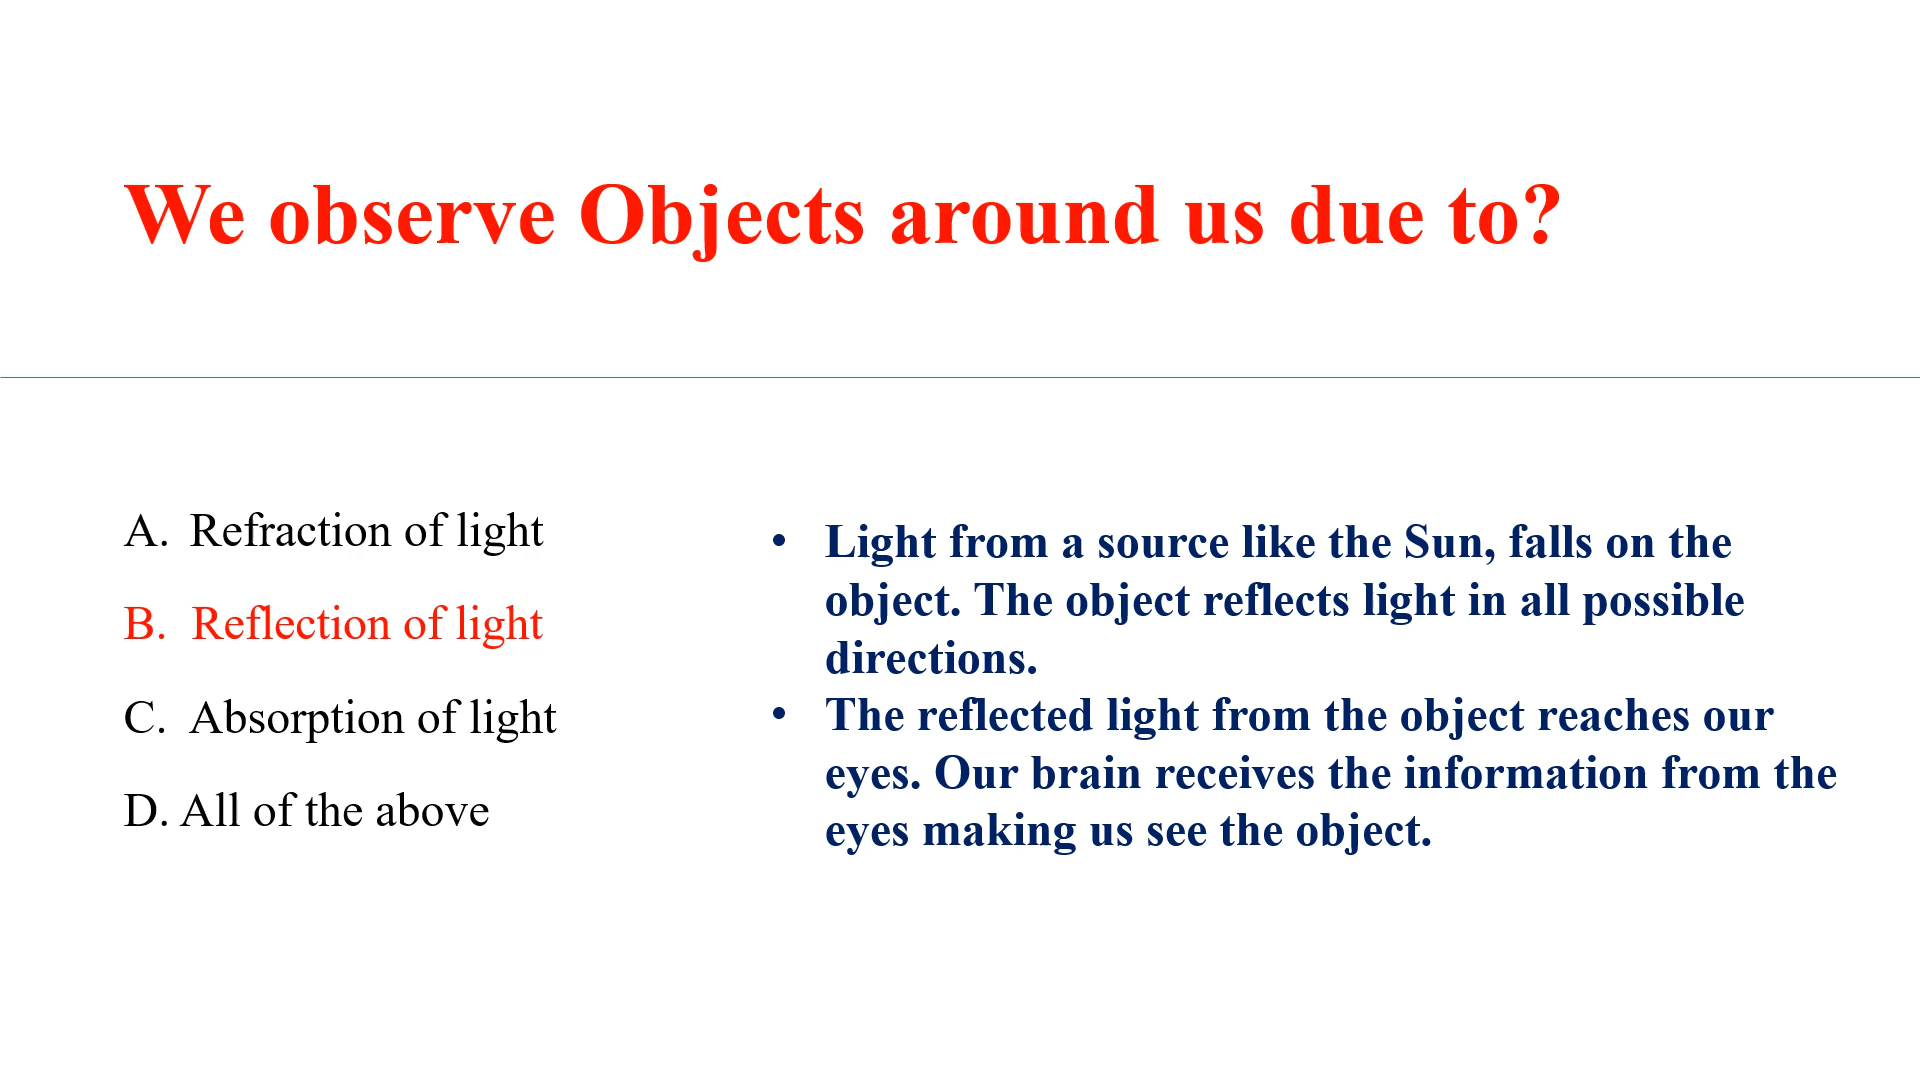 We observe Objects around us due to?
A. Refraction of light
B. Reflection of light
C. Absorption of light
D. All of the above
• Light from a source like the Sun, falls on the
object. The object reflects light in all possible
directions.
• The reflected light from the object reaches our
eyes. Our brain receives the information from the
eyes making us see the object.